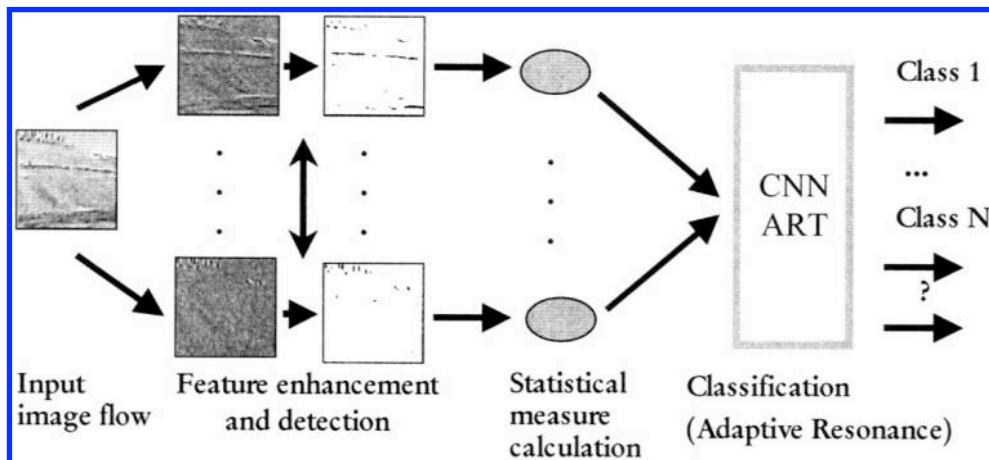 Class 1
...
CNN
ART
Class N
?
Input
image flow
Feature enhancement
and detection
Statistical
measure
calculation
Classification
(Adaptive Resonance)